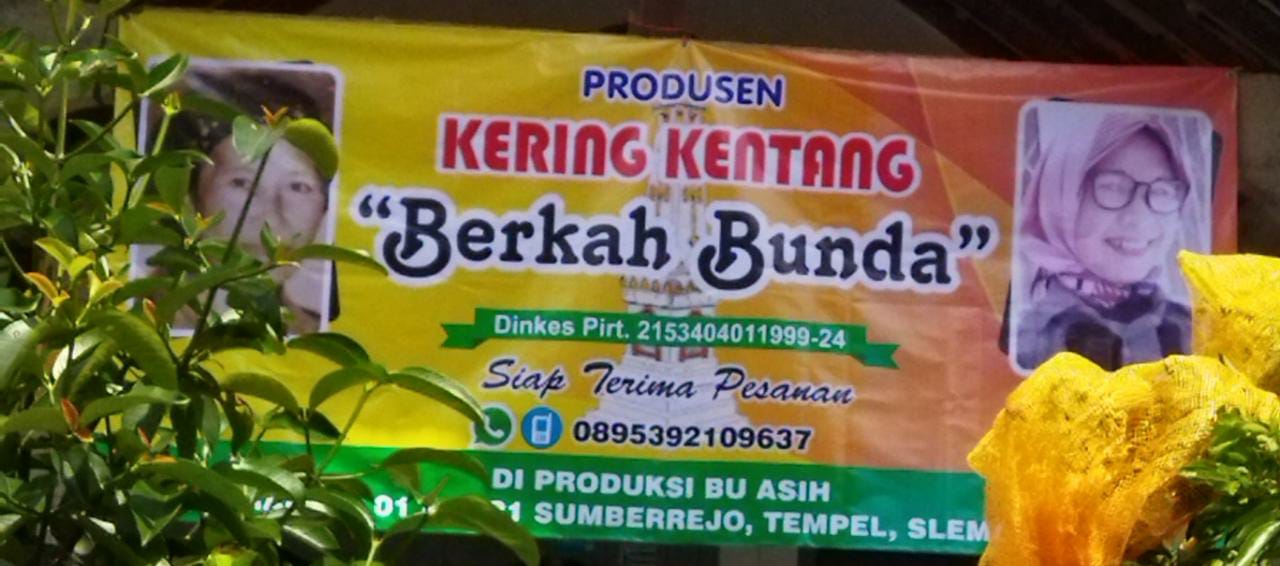 PRODUSEN
KERING KENTANG
“Berkah Bunda”
Dinkes Pirt. 2153404011999-24
Siap Terima Pesanan
0895392109637
DI PRODUKSI BU ASIH
01 SUMBERREJO, TEMPEL,